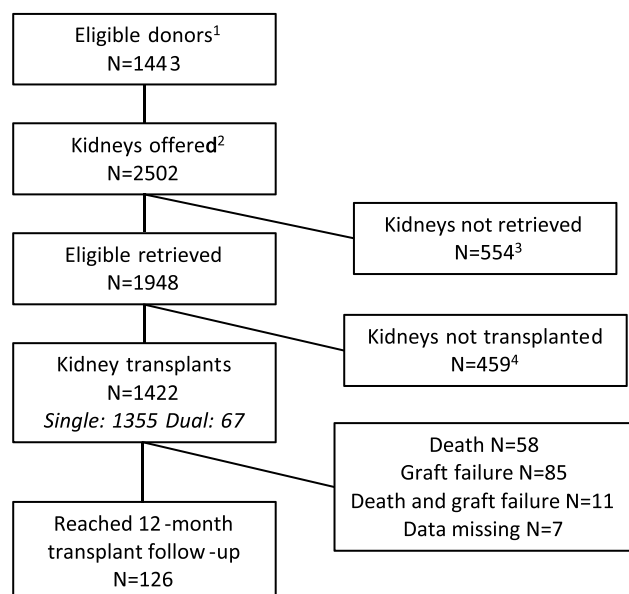 Eligible donors1
N=1443
Kidneys offered2
N=2502
Kidneys not retrieved
N=5543
Eligible retrieved
N=1948
Kidneys not transplanted
N=4594
Kidney transplants
N=1422
Single: 1355 Dual: 67
Death N=58
Graft failure N=85
Death and graft failure N=11
Data missing N=7
Reached 12-month
transplant follow-up
N=126